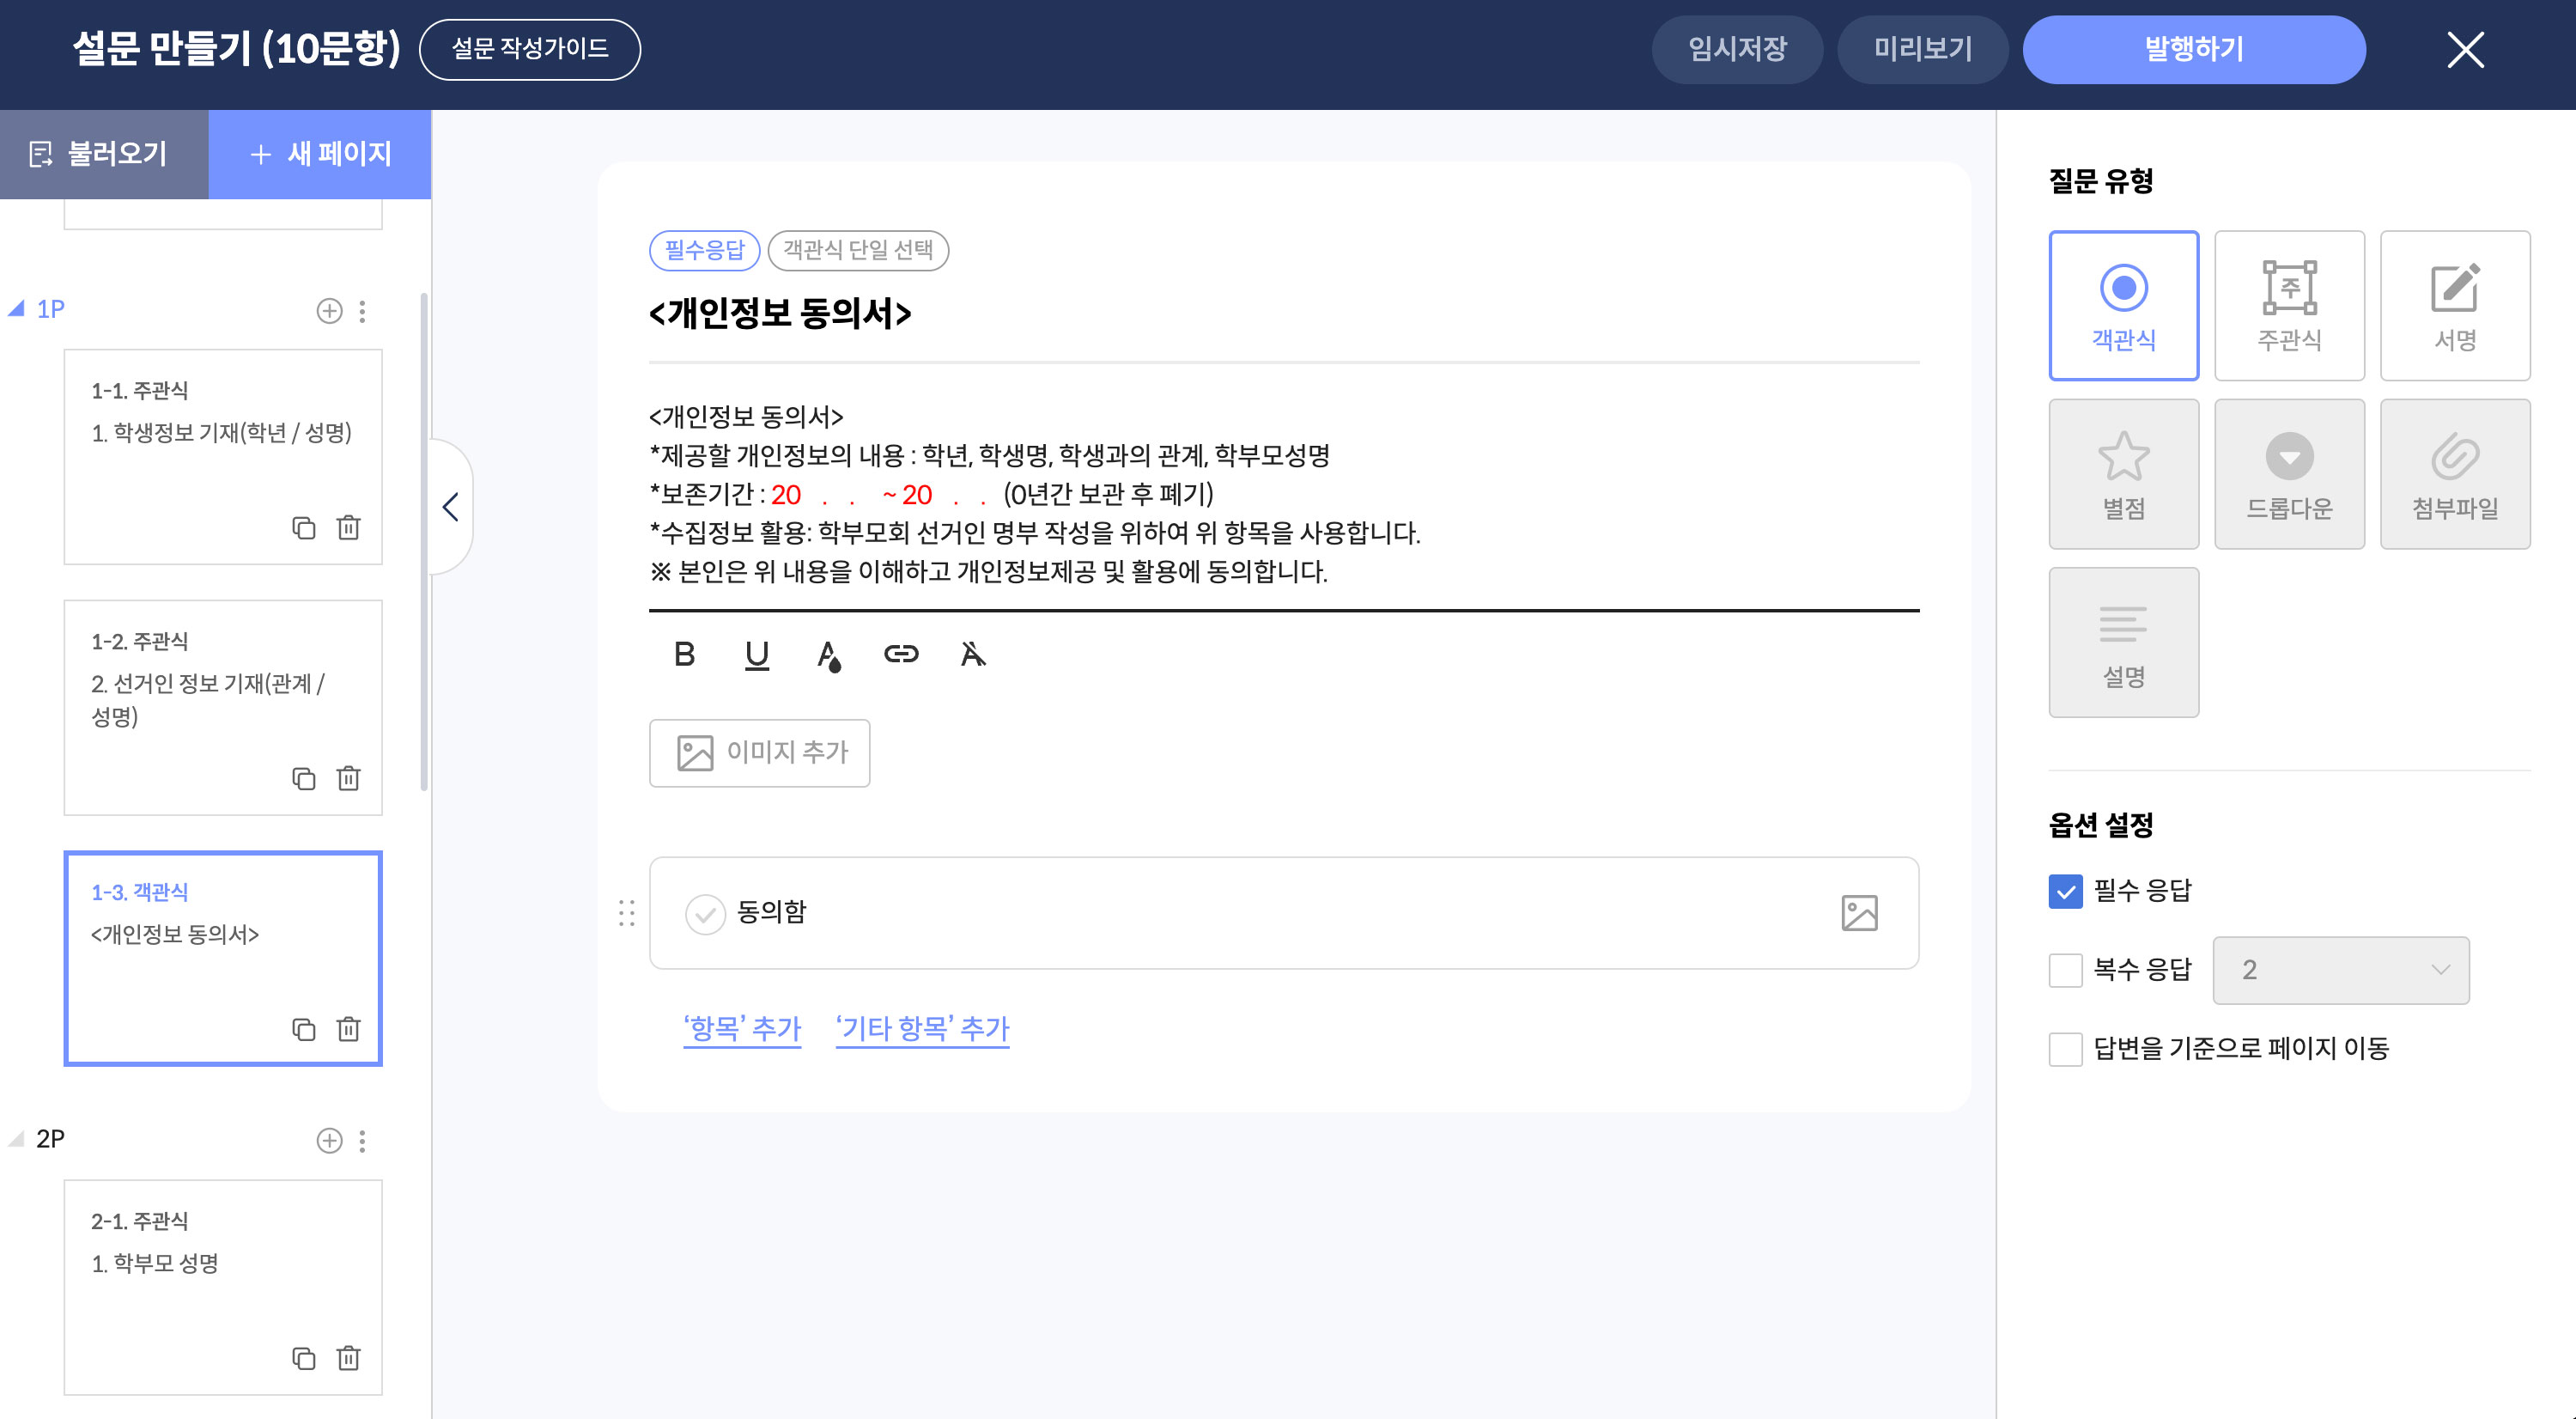 설문 만들기 (10문항)
설문 작성가이드
임시저장
미리보기
발행하기
불러오기
새 페이지
1P
1-1. 주관식
1. 학생정보 기재(학년 / 성명)
1-2. 주관식
2. 선거인 정보 기재(관계 /
성명)
1-3. 객관식
<개인정보 동의서>
2P
2-1. 주관식
1. 학부모 성명
필수응답
객관식 단일 선택
<개인정보 동의서>
<개인정보 동의서>
*제공할 개인정보의 내용 : 학년, 학생명, 학생과의 관계, 학부모성명
*보존기간 : 20 . . ~ 20 . . (0년간 보관 후 폐기)
*수집정보 활용: 학부모회 선거인 명부 작성을 위하여 위 항목을 사용합니다.
※ 본인은 위 내용을 이해하고 개인정보제공 및 활용에 동의합니다.
B U A
이미지 추가
동의함
‘항목’ 추가 ‘기타 항목’ 추가
질문 유형
객관식
주
주관식
서명
별점
드롭다운
첨부파일
설명
옵션 설정
필수 응답
복수 응답
2
답변을 기준으로 페이지 이동